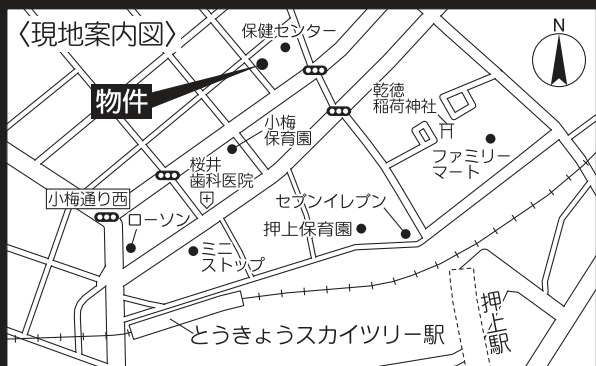 〈現地案内図〉
保健センター
N
物件
乾徳
稲荷神社
小梅
保育園
桜井
歯科医院
ファミリー
マート
小梅通り西
ローソン
セブンイレブン
押上保育園
ミニ
ストップ
とうきょうスカイツリー駅
押上駅